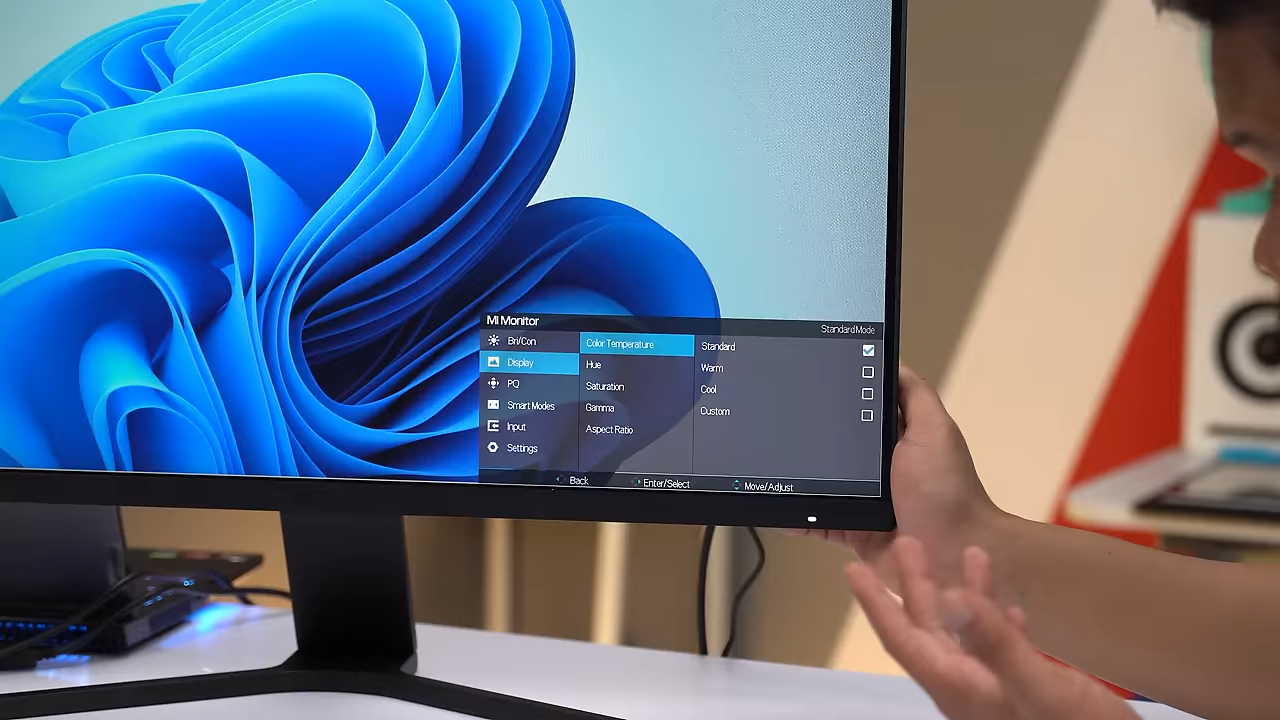 MI Monitor
Standard Mode
Bri/Con
Display
PQ
Smart Modes
Input
Settings
Color Temperature
Hue
Saturation
Gamma
Aspect Ratio
Standard
Warm
Cool
Custom
Back
Enter/Select
Move/Adjust